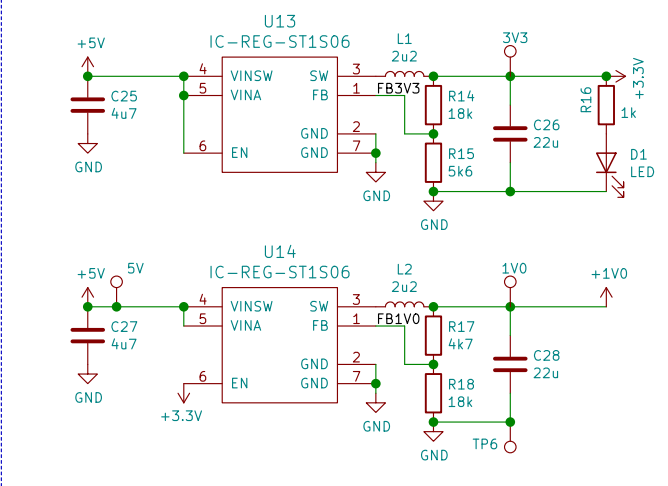 U13
IC-REG-ST1S06
+5V
C25
4u7
GND
4 VINSW SW 3
5 VINA FB 1
GND 2
6 EN GND 7
GND
L1
2u2
FB3V3
R14
18k
R15
5k6
GND
3V3
C26
22u
+3.3V
R16
1k
D1
LED
U14
IC-REG-ST1S06
+5V
5V
C27
4u7
GND
4 VINSW SW 3
5 VINA FB 1
GND 2
6 EN GND 7
+3.3V
GND
L2
2u2
FB1V0
R17
4k7
R18
18k
GND
1V0
C28
22u
TP6
+1V0